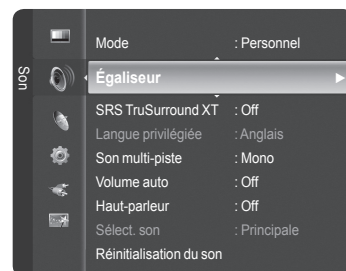 Son
Mode : Personnel
Égaliseur
SRS TruSurround XT : Off
Langue privilégiée : Anglais
Son multi-piste : Mono
Volume auto : Off
Haut-parleur : Off
Sélect. son : Principale
Réinitialisation du son